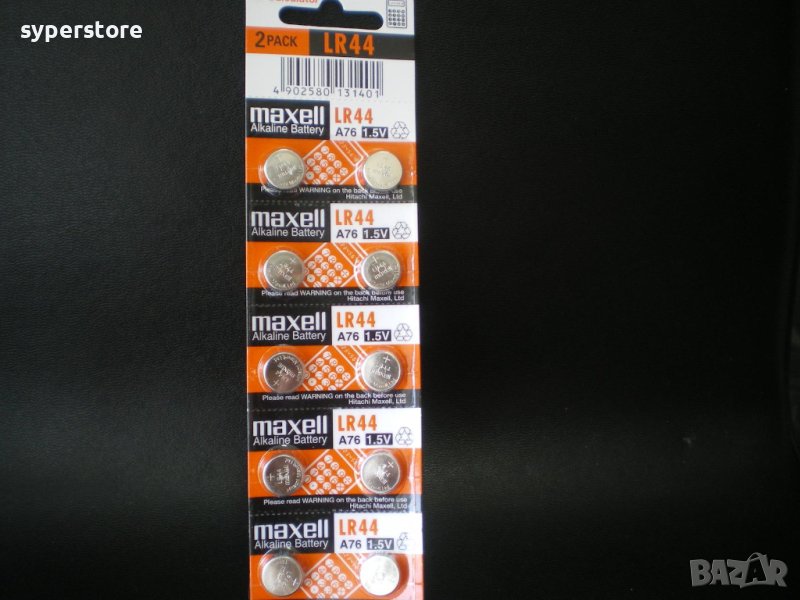 syperstore
2 PACK LR44
4 902580 131401
maxell LR44
Alkaline Battery A76 1.5V
Please read WARNING on the back before use
Hitachi Maxell, Ltd
maxell LR44
Alkaline Battery A76 1.5V
Please read WARNING on the back before use
Hitachi Maxell, Ltd
maxell LR44
Alkaline Battery A76 1.5V
Please read WARNING on the back before use
Hitachi Maxell, Ltd
maxell LR44
Alkaline Battery A76 1.5V
Please read WARNING on the back before use
Hitachi Maxell, Ltd
maxell LR44
Alkaline Battery A76 1.5V
BAZAR